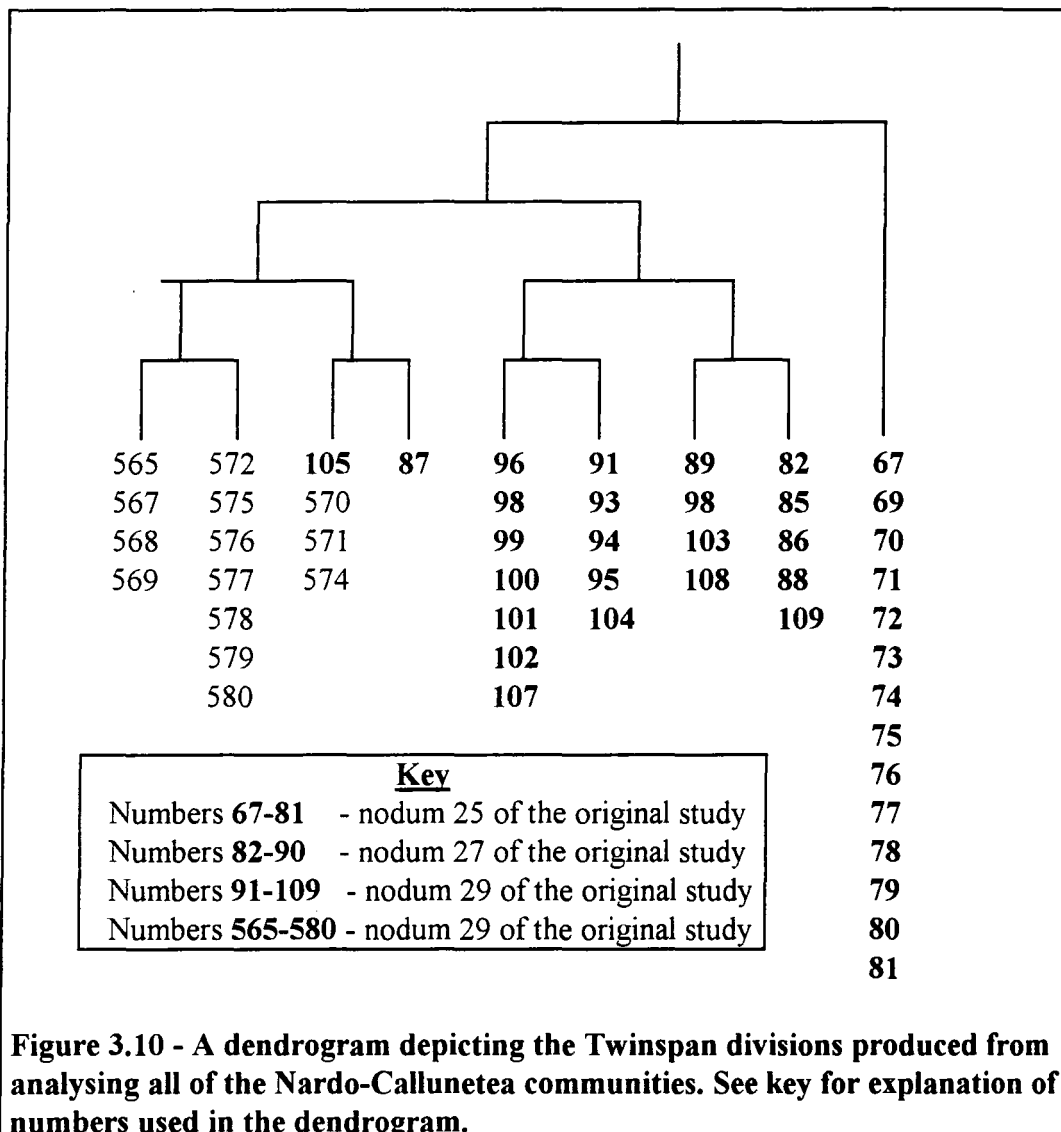 565 572 105 87 96 91 89 82 67
567 575 570 98 93 98 85 69
568 576 571 99 94 103 86 70
569 577 574 100 95 108 88 71
578 101 104 109 72
579 102 73
580 107 74
75
Key 76
Numbers 67-81 - nodum 25 of the original study 77
Numbers 82-90 - nodum 27 of the original study 78
Numbers 91-109 - nodum 29 of the original study 79
Numbers 565-580 - nodum 29 of the original study 80
81
Figure 3.10 - A dendrogram depicting the Twinspan divisions produced from
analysing all of the Nardo-Callunetea communities. See key for explanation of
numbers used in the dendrogram.